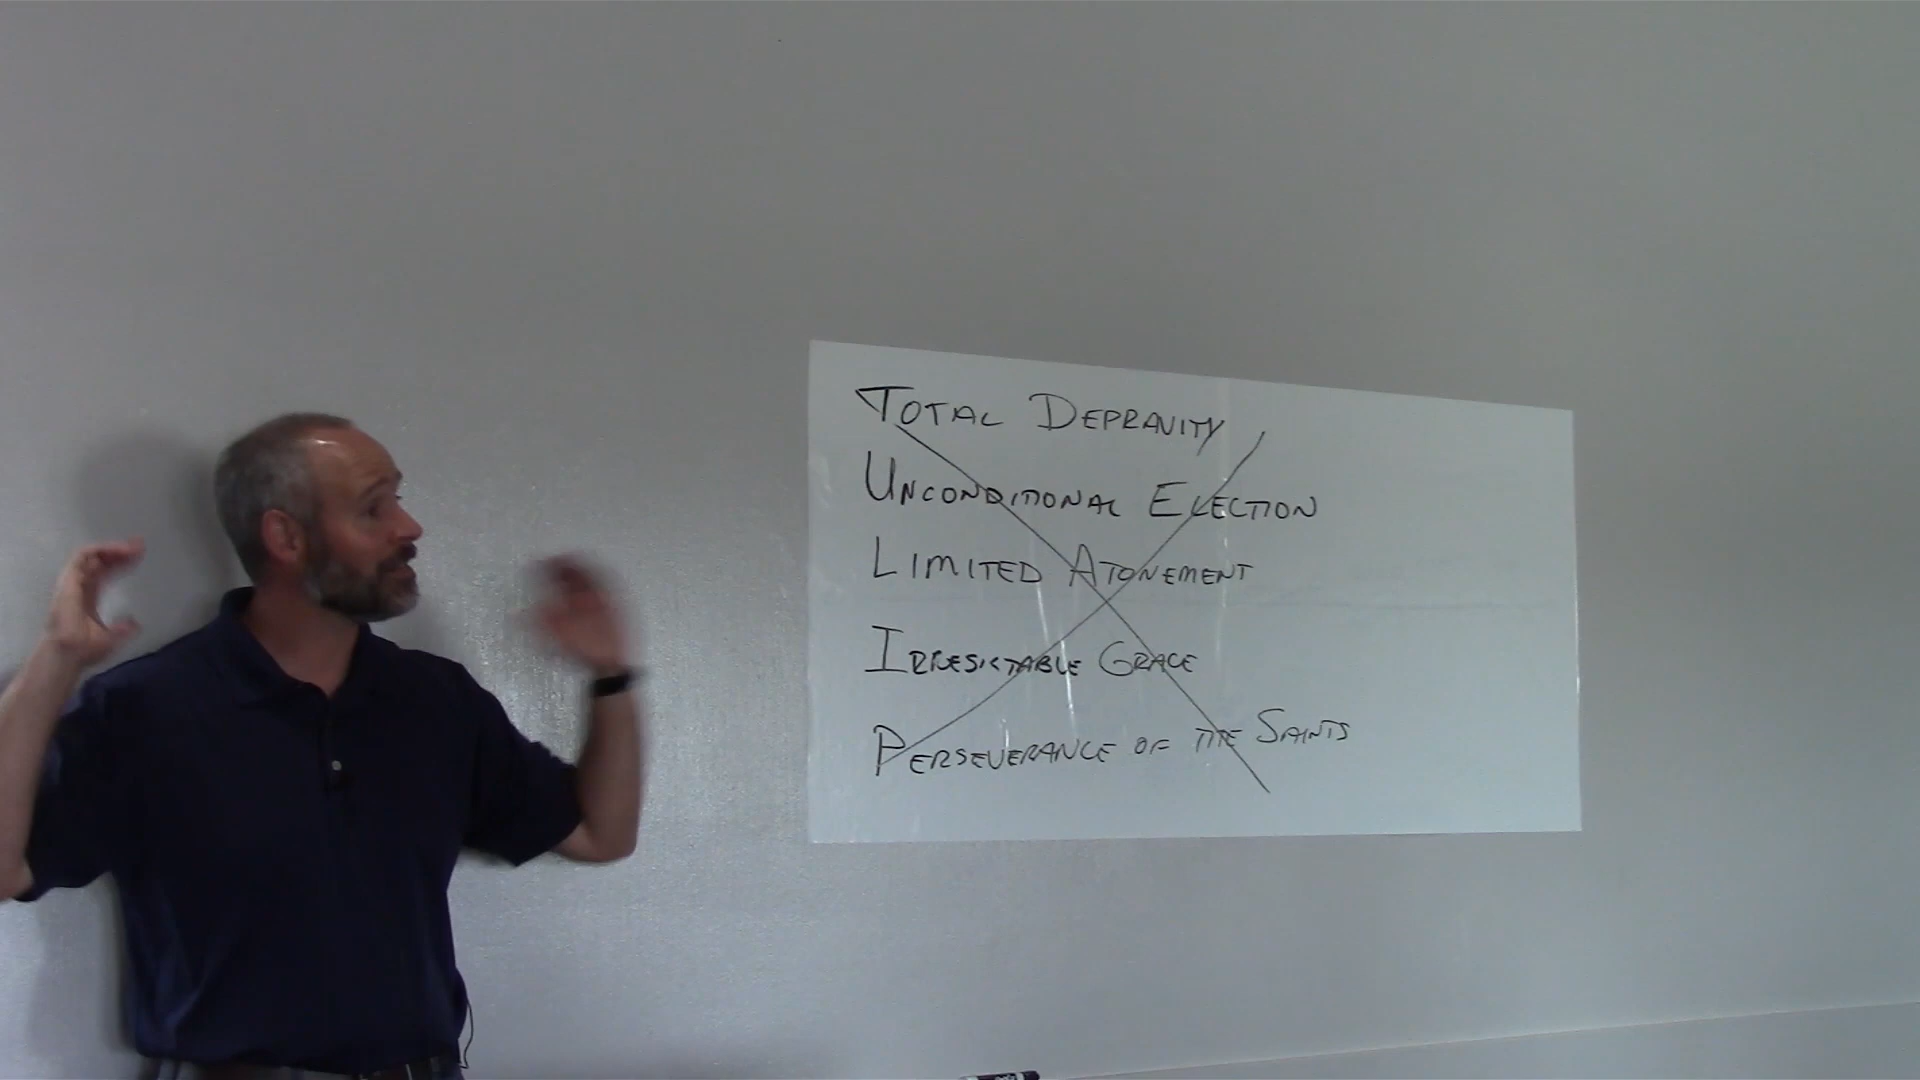 TOTAL DEPRAVITY
UNCONDITIONAL ELECTION
LIMITED ATONEMENT
IRRESISTABLE GRACE
PERSEVERANCE OF THE SAINTS